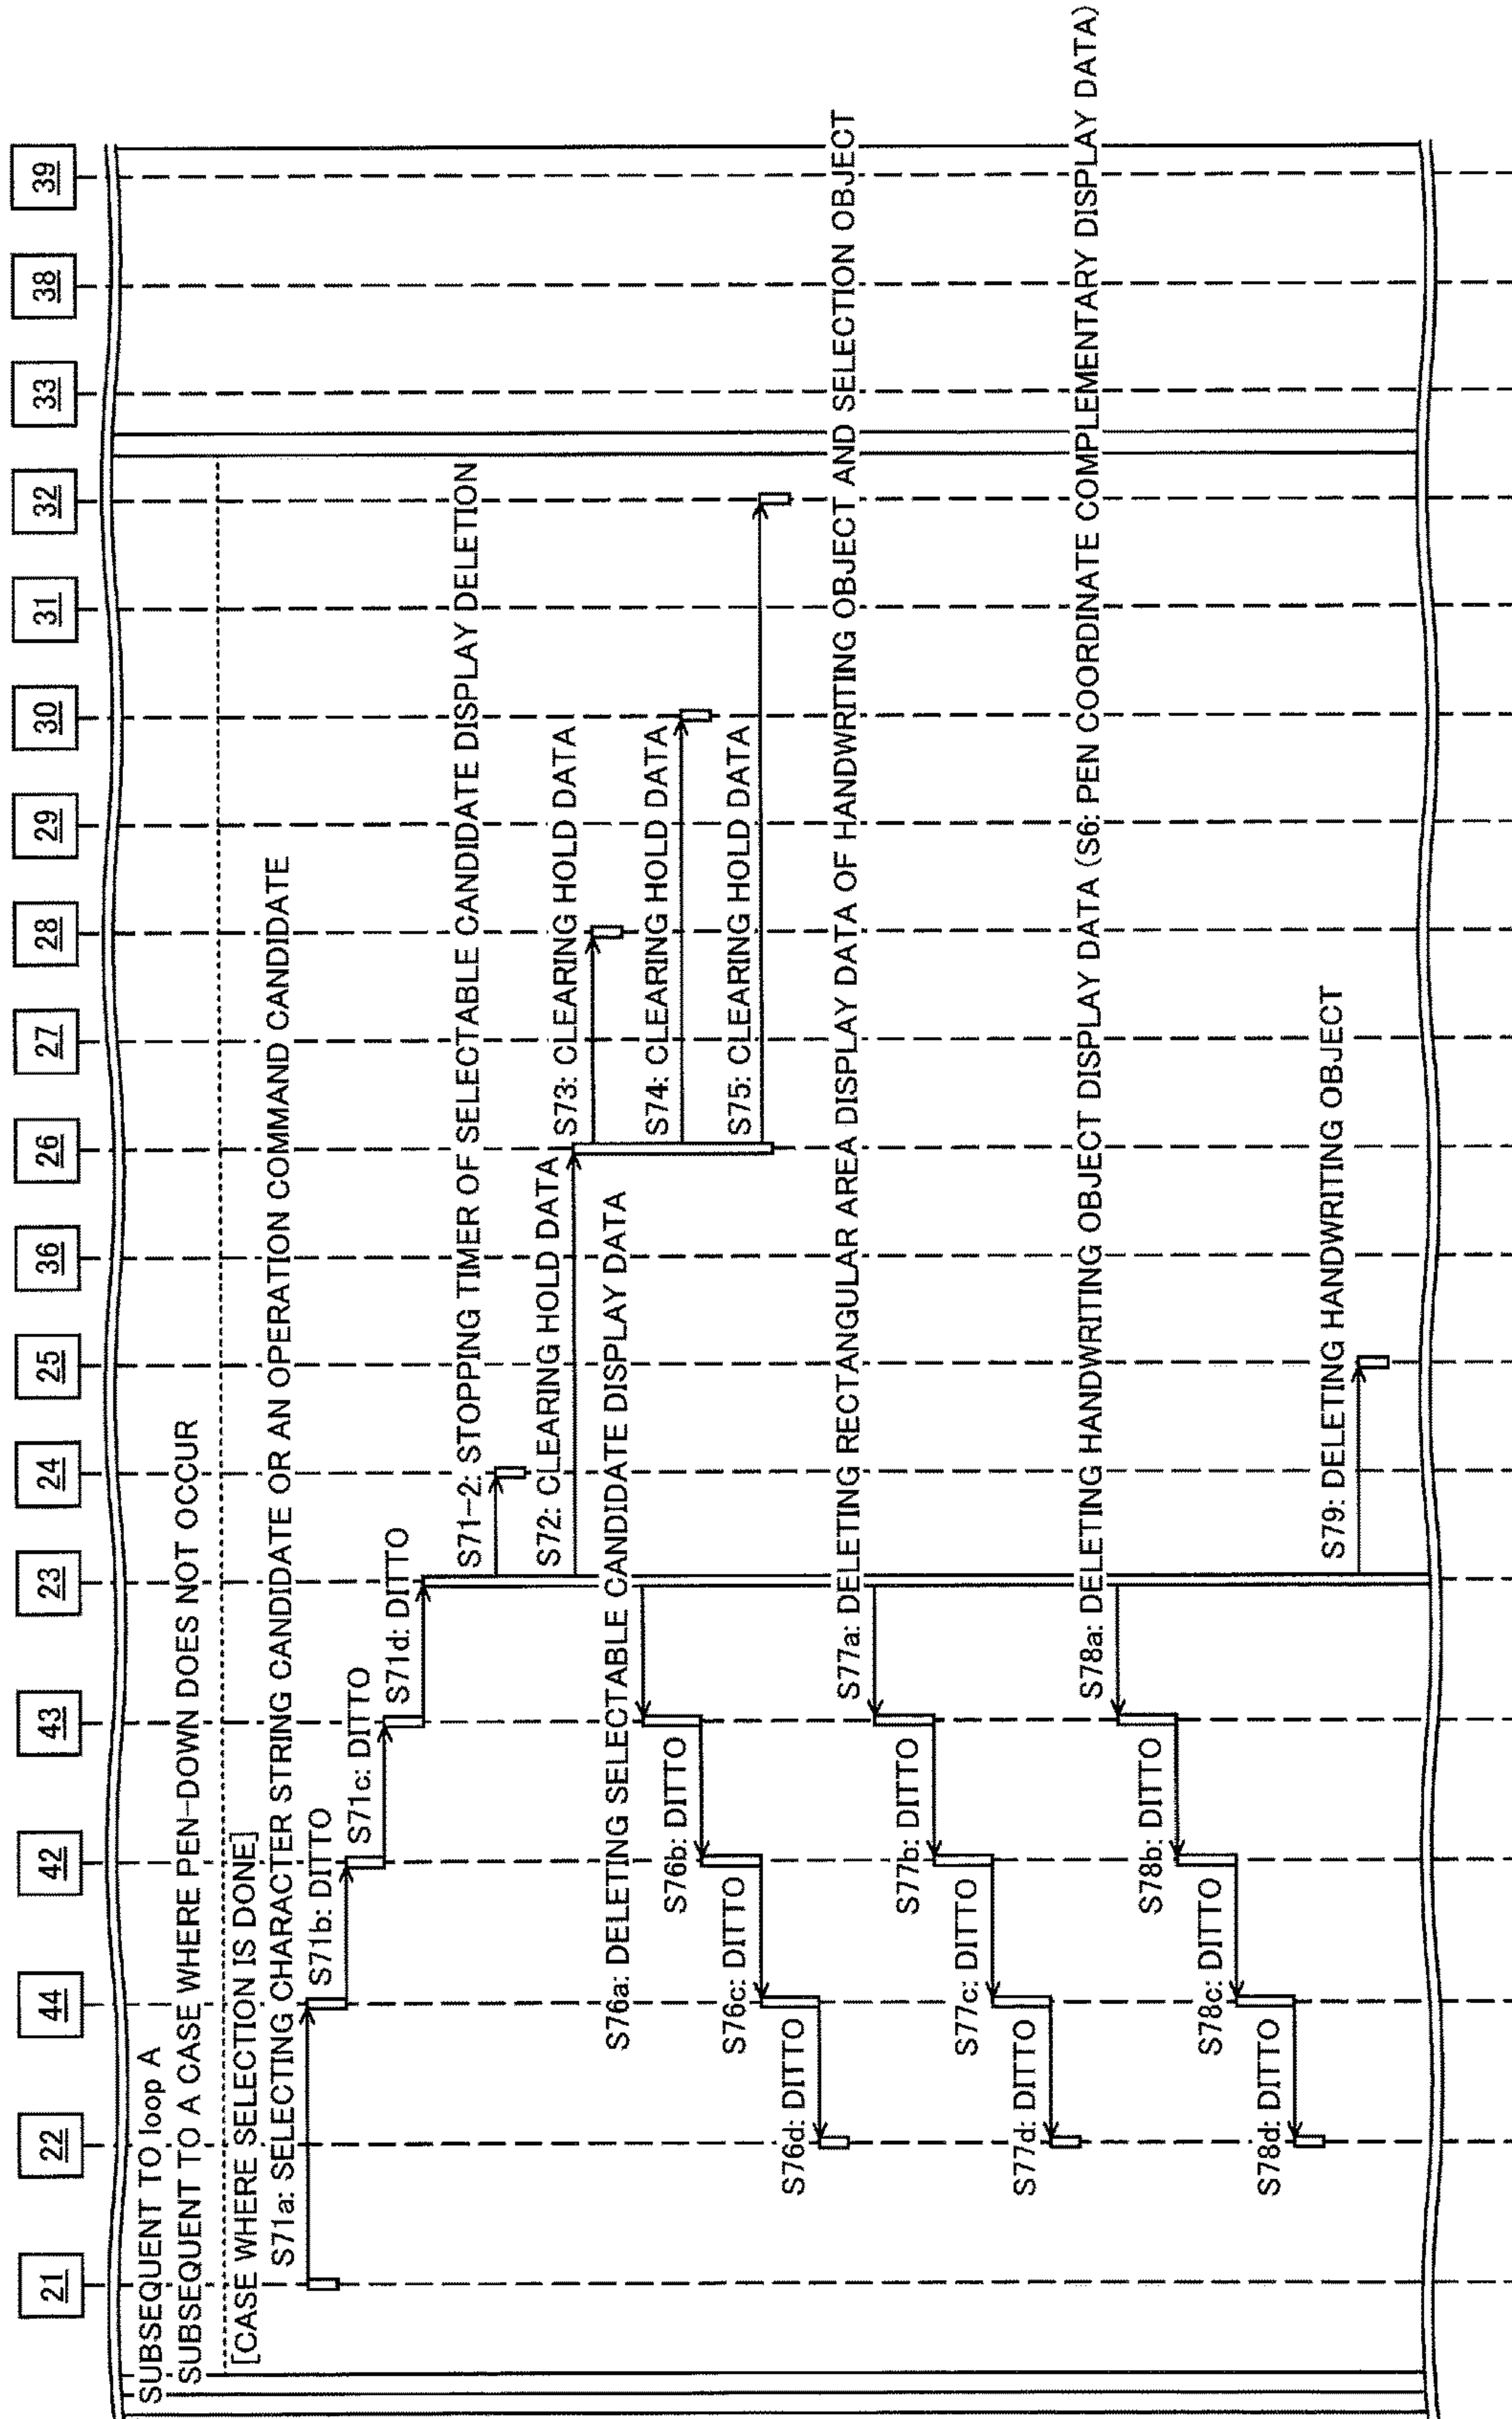 21
22
44
42
43
23
24
25
36
26
27
28
29
30
31
32
33
38
39
SUBSEQUENT TO loop A
SUBSEQUENT TO A CASE WHERE PEN-DOWN DOES NOT OCCUR
[CASE WHERE SELECTION IS DONE]
S71a: SELECTING CHARACTER STRING CANDIDATE OR AN OPERATION COMMAND CANDIDATE
S71b: DITTO
S71c: DITTO
S71d: DITTO
S71-2: STOPPING TIMER OF SELECTABLE CANDIDATE DISPLAY DELETION
S72: CLEARING HOLD DATA
S73: CLEARING HOLD DATA
S76a: DELETING SELECTABLE CANDIDATE DISPLAY DATA
S74: CLEARING HOLD DATA
S76b: DITTO
S75: CLEARING HOLD DATA
S76c: DITTO
S76d: DITTO
S77a: DELETING RECTANGULAR AREA DISPLAY DATA OF HANDWRITING OBJECT AND SELECTION OBJECT
S77b: DITTO
S77c: DITTO
S77d: DITTO
S78a: DELETING HANDWRITING OBJECT DISPLAY DATA (S6: PEN COORDINATE COMPLEMENTARY DISPLAY DATA)
S78b: DITTO
S78c: DITTO
S78d: DITTO
S79: DELETING HANDWRITING OBJECT